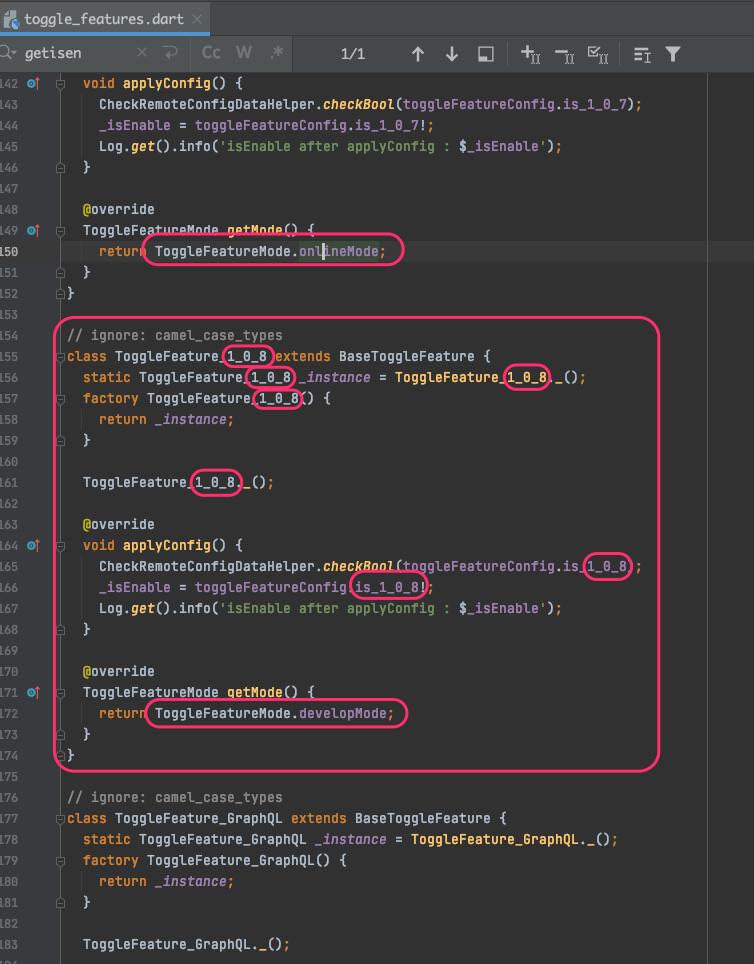 toggle_features.dart
getisen
Cc W .*
1/1
142 void applyConfig() {
143 CheckRemoteConfigDataHelper.checkBool(toggleFeatureConfig.is_1_0_7);
144 _isEnable = toggleFeatureConfig.is_1_0_7!;
145 Log.get().info('isEnable after applyConfig : $_isEnable');
146 }
147
148 @override
149 ToggleFeatureMode getMode() {
150 return ToggleFeatureMode.onlineMode;
151 }
152 }
153
154 // ignore: camel_case_types
155 class ToggleFeature_1_0_8 extends BaseToggleFeature {
156 static ToggleFeature_1_0_8 _instance = ToggleFeature_1_0_8._();
157 factory ToggleFeature_1_0_8() {
158 return _instance;
159 }
160
161 ToggleFeature_1_0_8._();
162
163 @override
164 void applyConfig() {
165 CheckRemoteConfigDataHelper.checkBool(toggleFeatureConfig.is_1_0_8);
166 _isEnable = toggleFeatureConfig.is_1_0_8!;
167 Log.get().info('isEnable after applyConfig : $_isEnable');
168 }
169
170 @override
171 ToggleFeatureMode getMode() {
172 return ToggleFeatureMode.developMode;
173 }
174 }
175
176 // ignore: camel_case_types
177 class ToggleFeature_GraphQL extends BaseToggleFeature {
178 static ToggleFeature_GraphQL _instance = ToggleFeature_GraphQL._();
179 factory ToggleFeature_GraphQL() {
180 return _instance;
181 }
182
183 ToggleFeature_GraphQL._();